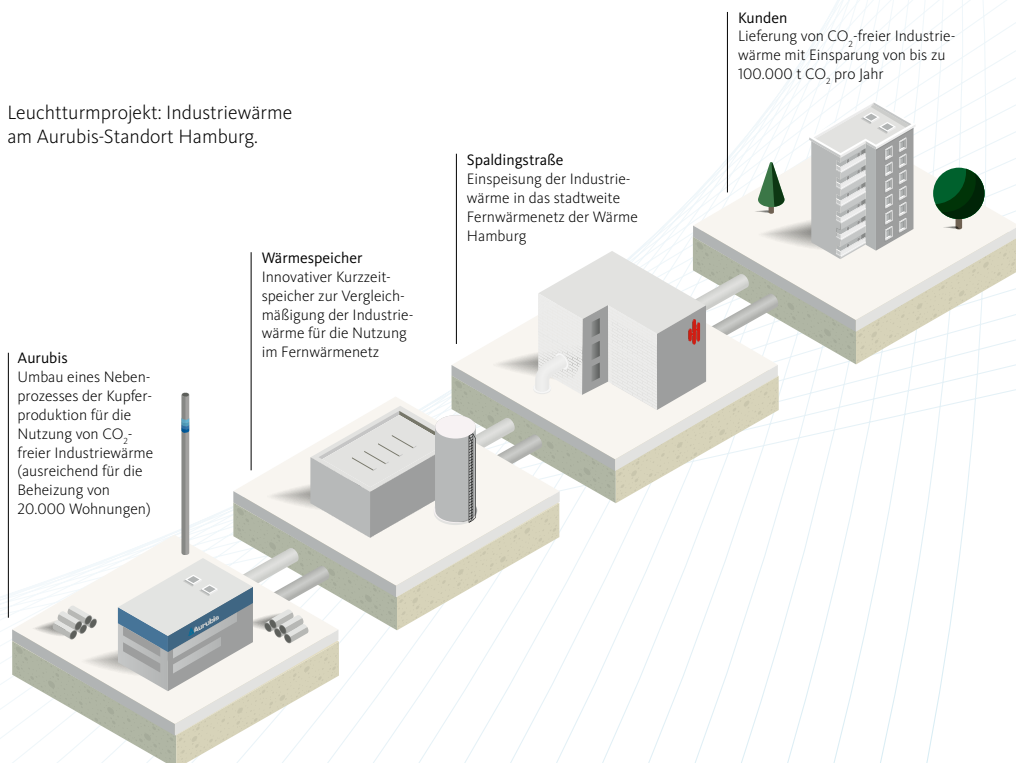 Leuchtturmprojekt: Industriewärme
am Aurubis-Standort Hamburg.
Aurubis
Umbau eines Neben-
prozesses der Kupfer-
produktion für die
Nutzung von CO₂-
freier Industriewärme
(ausreichend für die
Beheizung von
20.000 Wohnungen)
Wärmespeicher
Innovativer Kurzzeit-
speicher zur Vergleich-
mäßigung der Industrie-
wärme für die Nutzung
im Fernwärmenetz
Spaldingstraße
Einspeisung der Industrie-
wärme in das stadtweite
Fernwärmenetz der Wärme
Hamburg
Kunden
Lieferung von CO₂-freier Industrie-
wärme mit Einsparung von bis zu
100.000 t CO₂ pro Jahr
Aurubis